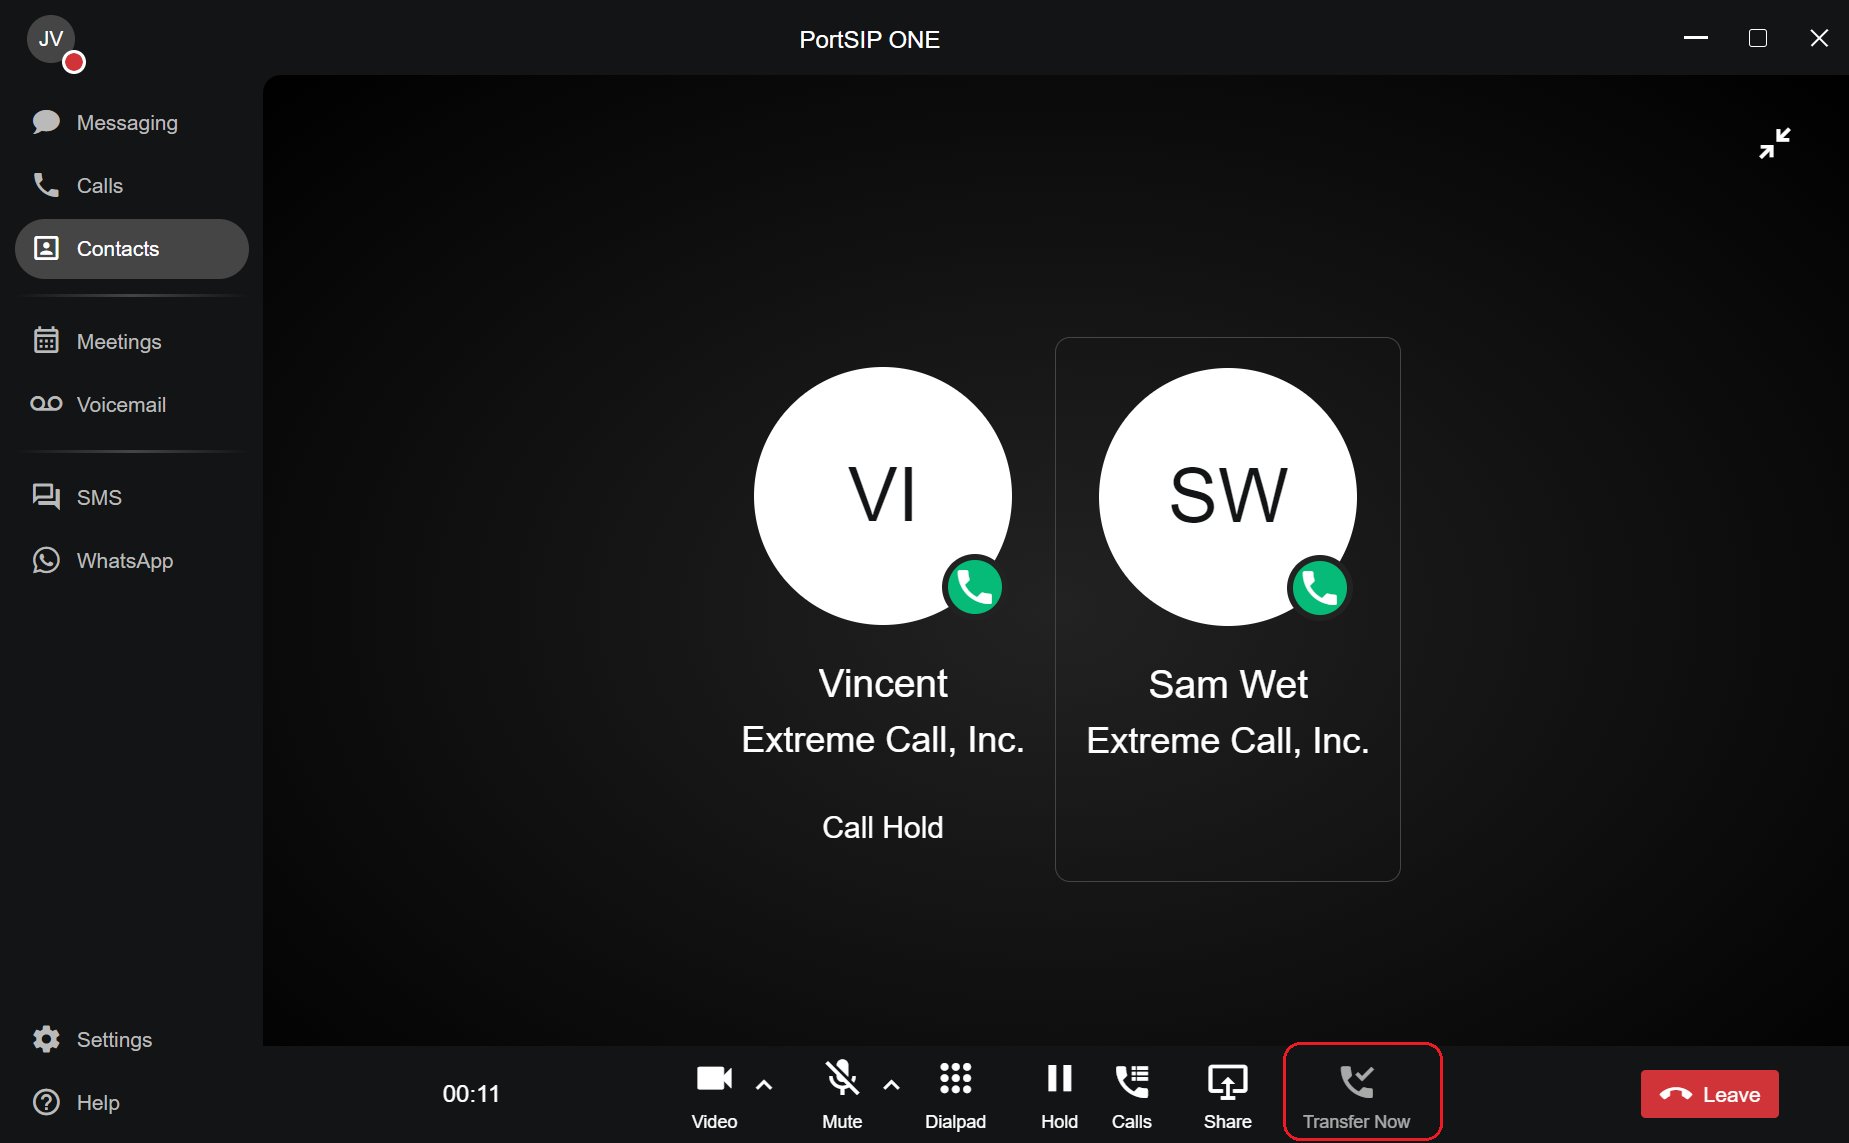 JV
PortSIP ONE
Messaging
Calls
Contacts
Meetings
Voicemail
SMS
WhatsApp
Settings
Help
VI
Vincent
Extreme Call, Inc.
Call Hold
SW
Sam Wet
Extreme Call, Inc.
00:11
Video
Mute
Dialpad
Hold
Calls
Share
Transfer Now
Leave